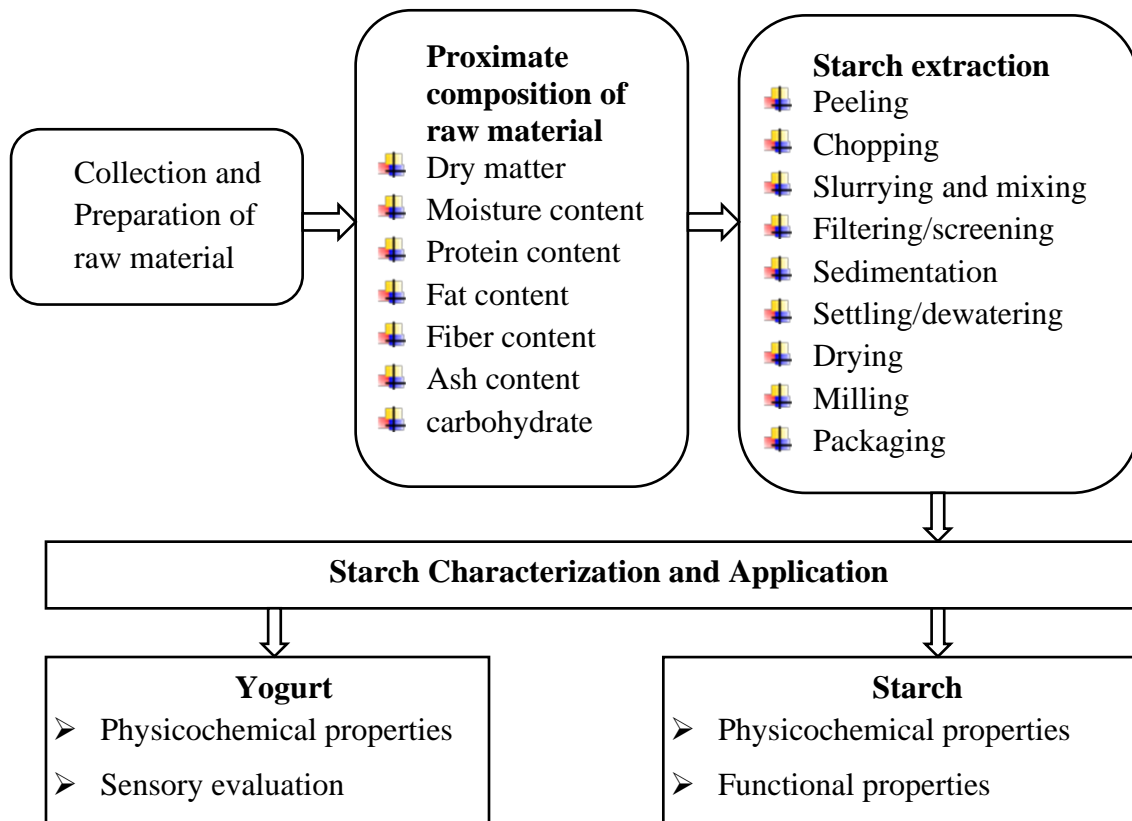 Collection and
Preparation of
raw material
Proximate
composition of
raw material
Dry matter
Moisture content
Protein content
Fat content
Fiber content
Ash content
carbohydrate
Starch extraction
Peeling
Chopping
Slurrying and mixing
Filtering/screening
Sedimentation
Settling/dewatering
Drying
Milling
Packaging
Starch Characterization and Application
Yogurt
Physicochemical properties
Sensory evaluation
Starch
Physicochemical properties
Functional properties